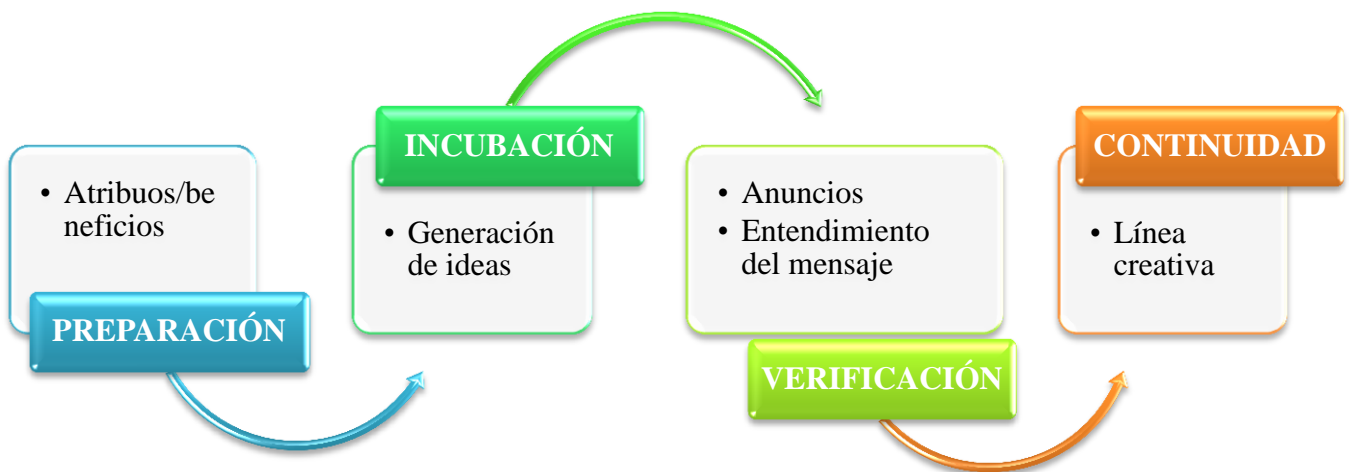 • Atribuos/be
neficios
PREPARACIÓN
INCUBACIÓN
• Generación
de ideas
• Anuncios
• Entendimiento
del mensaje
VERIFICACIÓN
CONTINUIDAD
• Línea
creativa